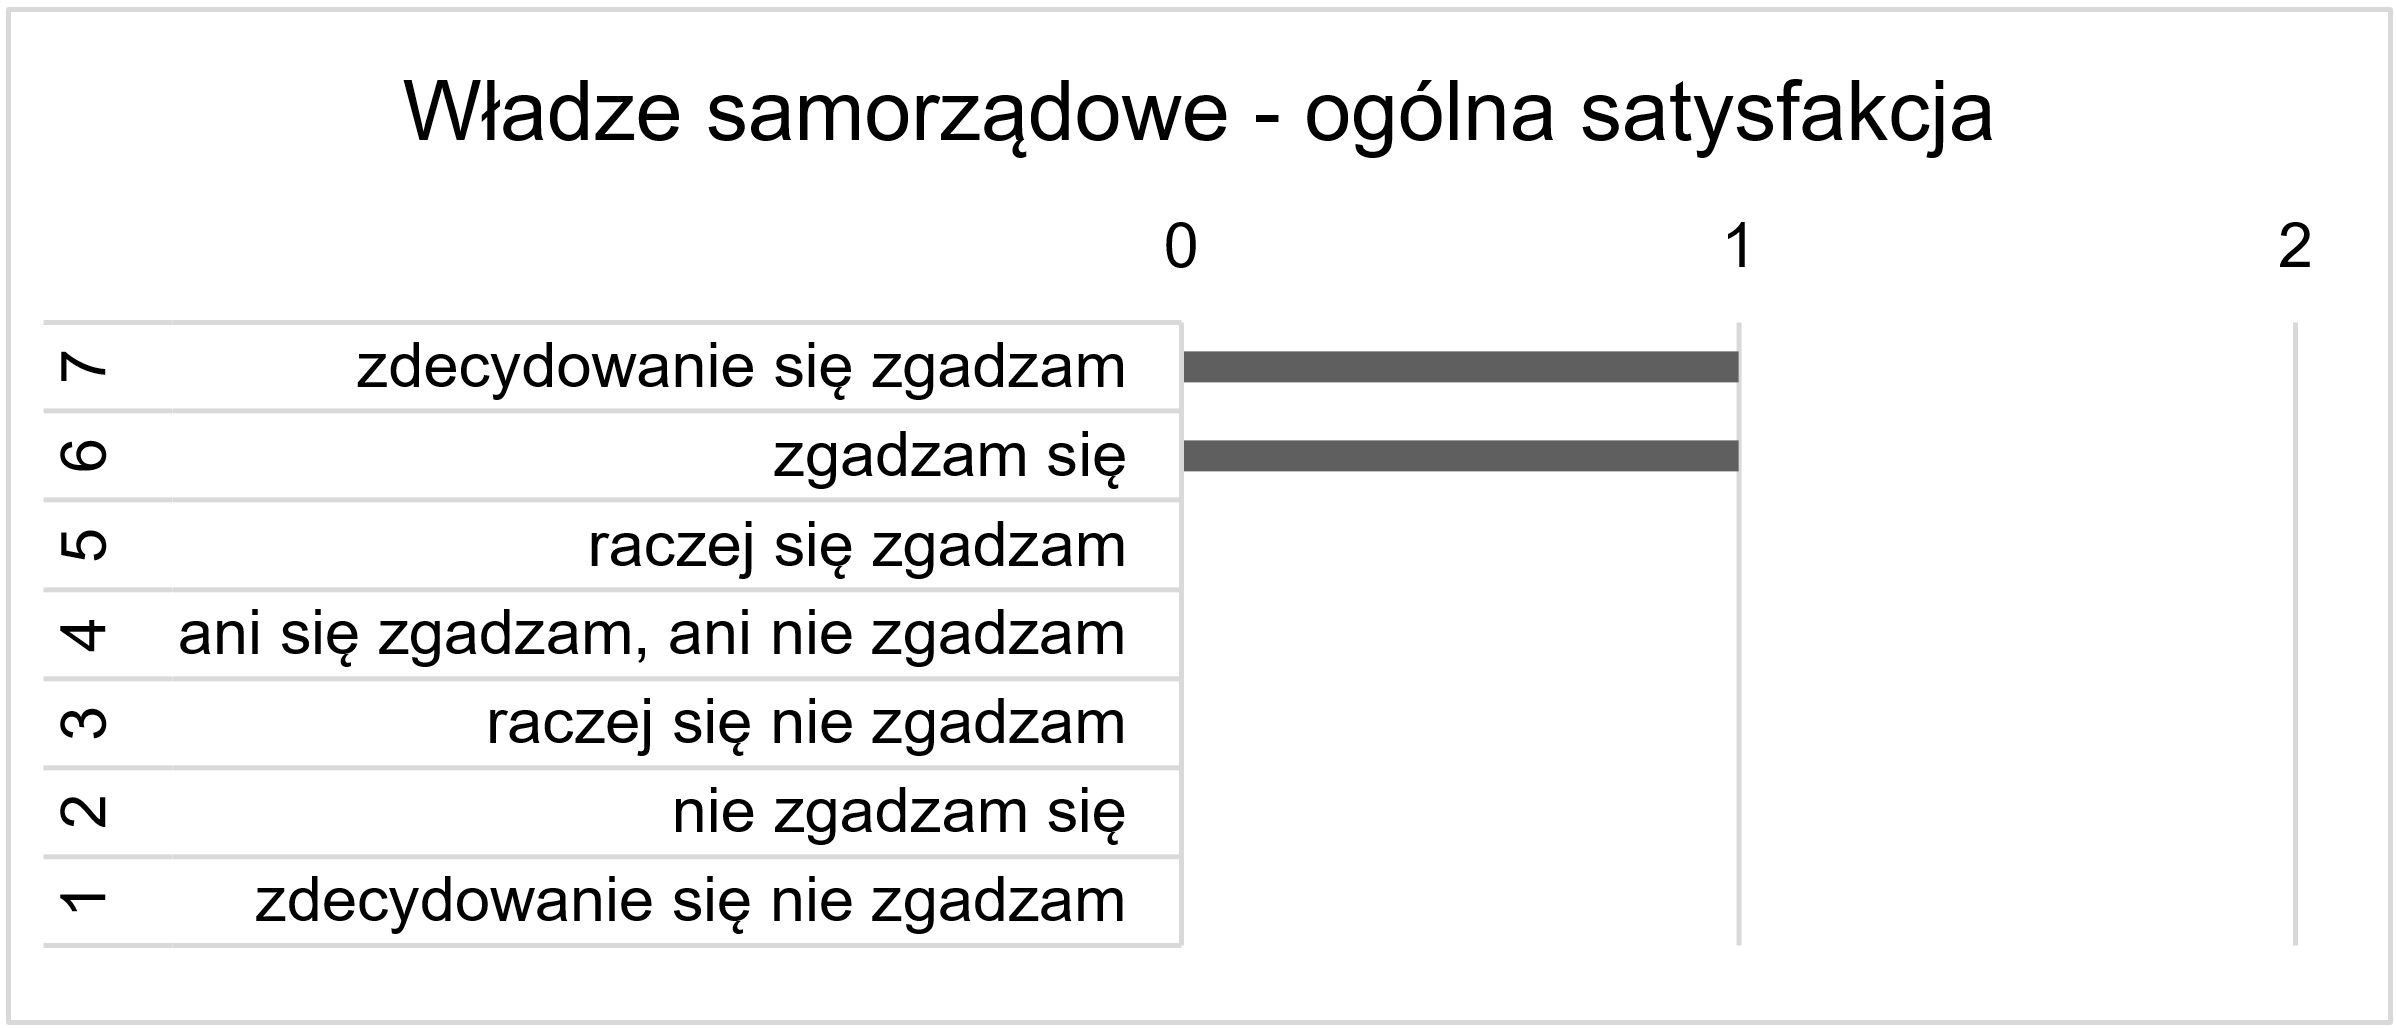 Władze samorządowe - ogólna satysfakcja
0 1 2
7 zdecydowanie się zgadzam
6 zgadzam się
5 raczej się zgadzam
4 ani się zgadzam, ani nie zgadzam
3 raczej się nie zgadzam
2 nie zgadzam się
1 zdecydowanie się nie zgadzam